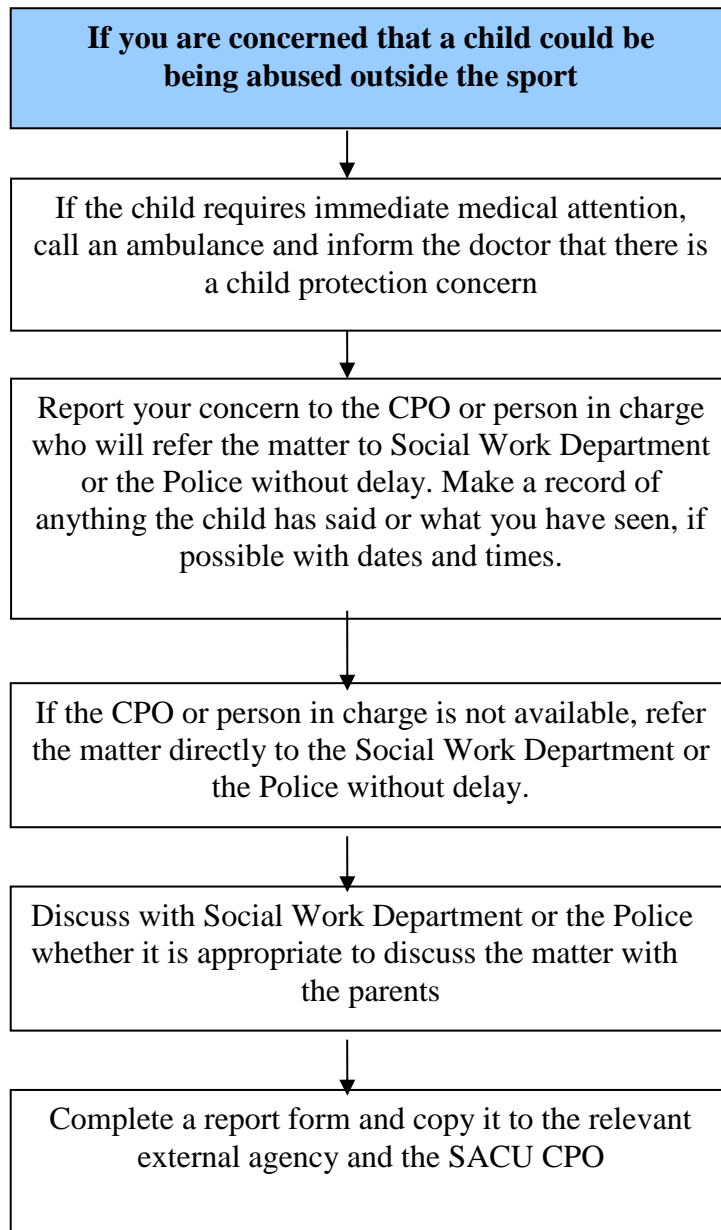 If you are concerned that a child could be
being abused outside the sport
If the child requires immediate medical attention,
call an ambulance and inform the doctor that there is
a child protection concern
Report your concern to the CPO or person in charge
who will refer the matter to Social Work Department
or the Police without delay. Make a record of
anything the child has said or what you have seen, if
possible with dates and times.
If the CPO or person in charge is not available, refer
the matter directly to the Social Work Department or
the Police without delay.
Discuss with Social Work Department or the Police
whether it is appropriate to discuss the matter with
the parents
Complete a report form and copy it to the relevant
external agency and the SACU CPO